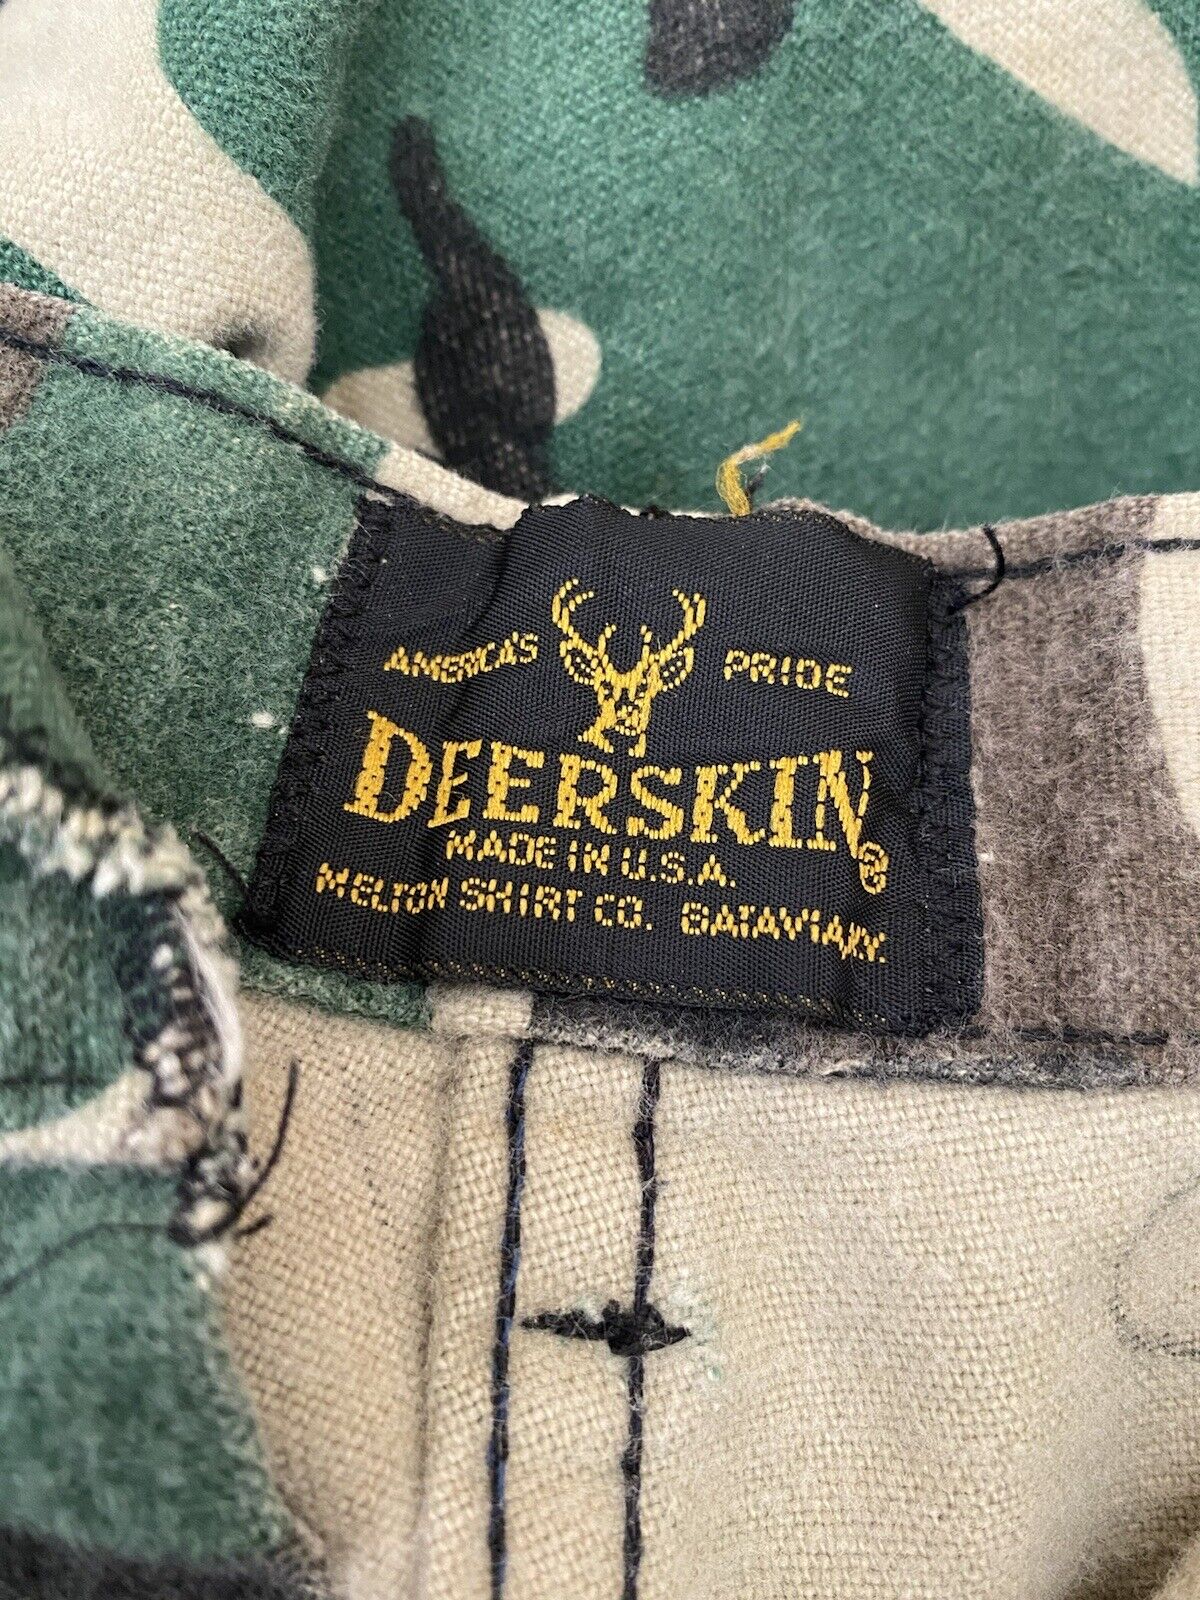 AMERICA'S PRIDE
DEERSKIN®
MADE IN U.S.A.
MELTON SHIRT CO. BATAVIA N.Y.